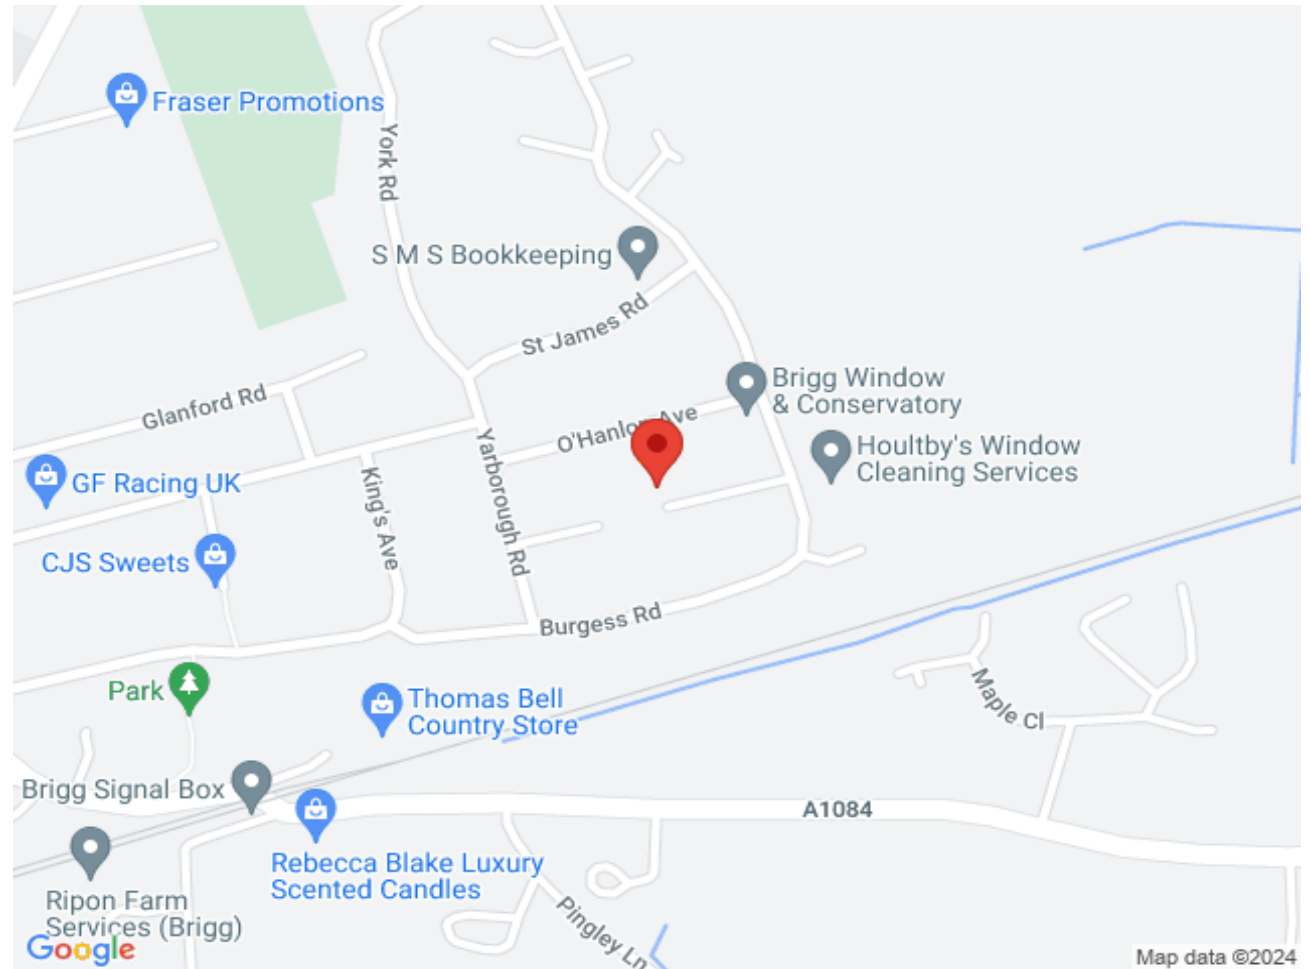 Fraser Promotions
York Rd
S M S Bookkeeping
St James Rd
Glanford Rd
Brigg Window
& Conservatory
O'Hanlon Ave
Houltby's Window
Cleaning Services
Yarborough Rd
King's Ave
GF Racing UK
CJS Sweets
Burgess Rd
Park
Thomas Bell
Country Store
Maple Cl
Brigg Signal Box
A1084
Rebecca Blake Luxury
Scented Candles
Ripon Farm
Services (Brigg)
Pingley Ln
Google
Map data ©2024